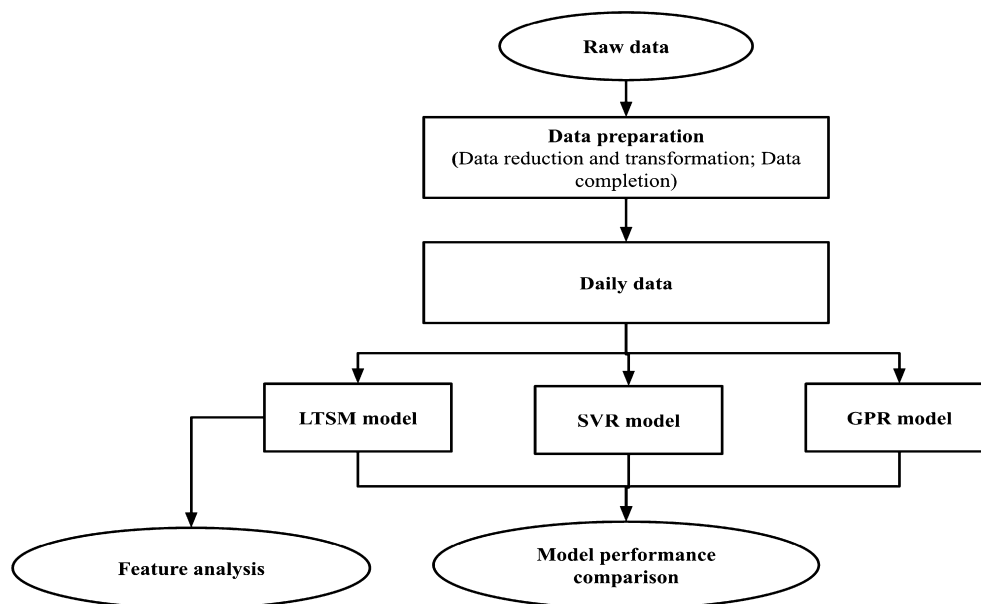 Raw data
Data preparation
(Data reduction and transformation; Data
completion)
Daily data
LTSM model
SVR model
GPR model
Feature analysis
Model performance
comparison